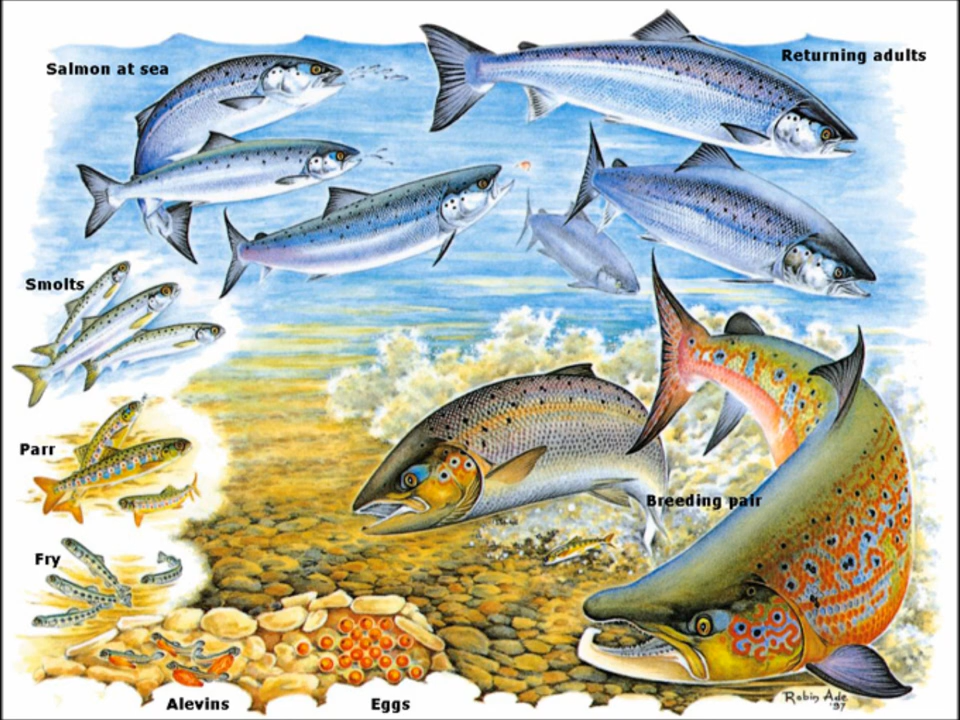 Salmon at sea
Returning adults
Smolts
Parr
Breeding pair
Fry
Alevins
Eggs
Robin Ade
'97